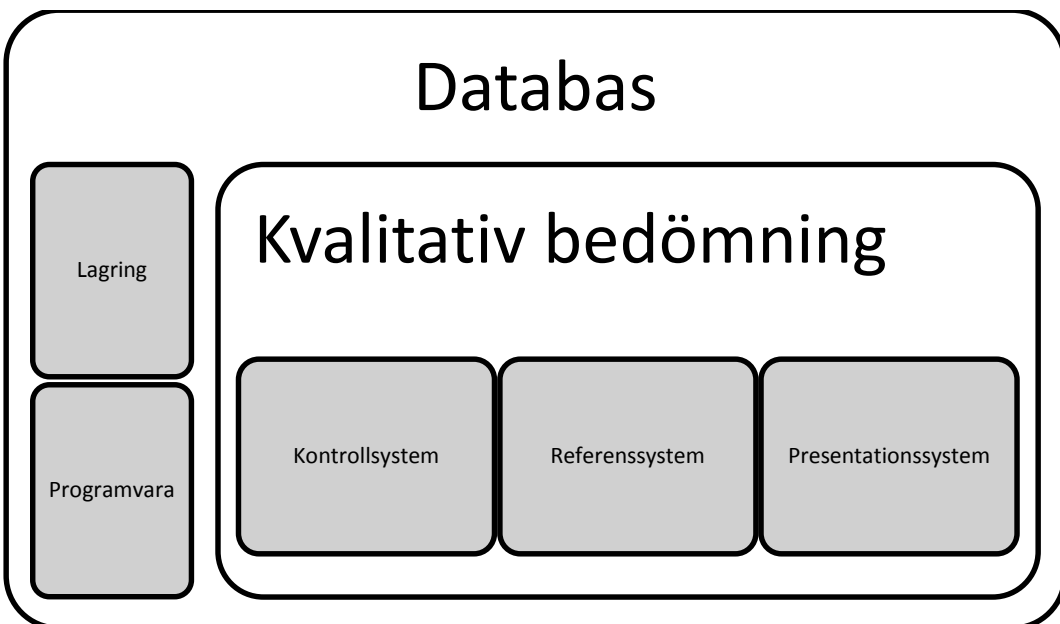 Databas
Kvalitativ bedömning
Lagring
Programvara
Kontrollsystem
Referenssystem
Presentationssystem